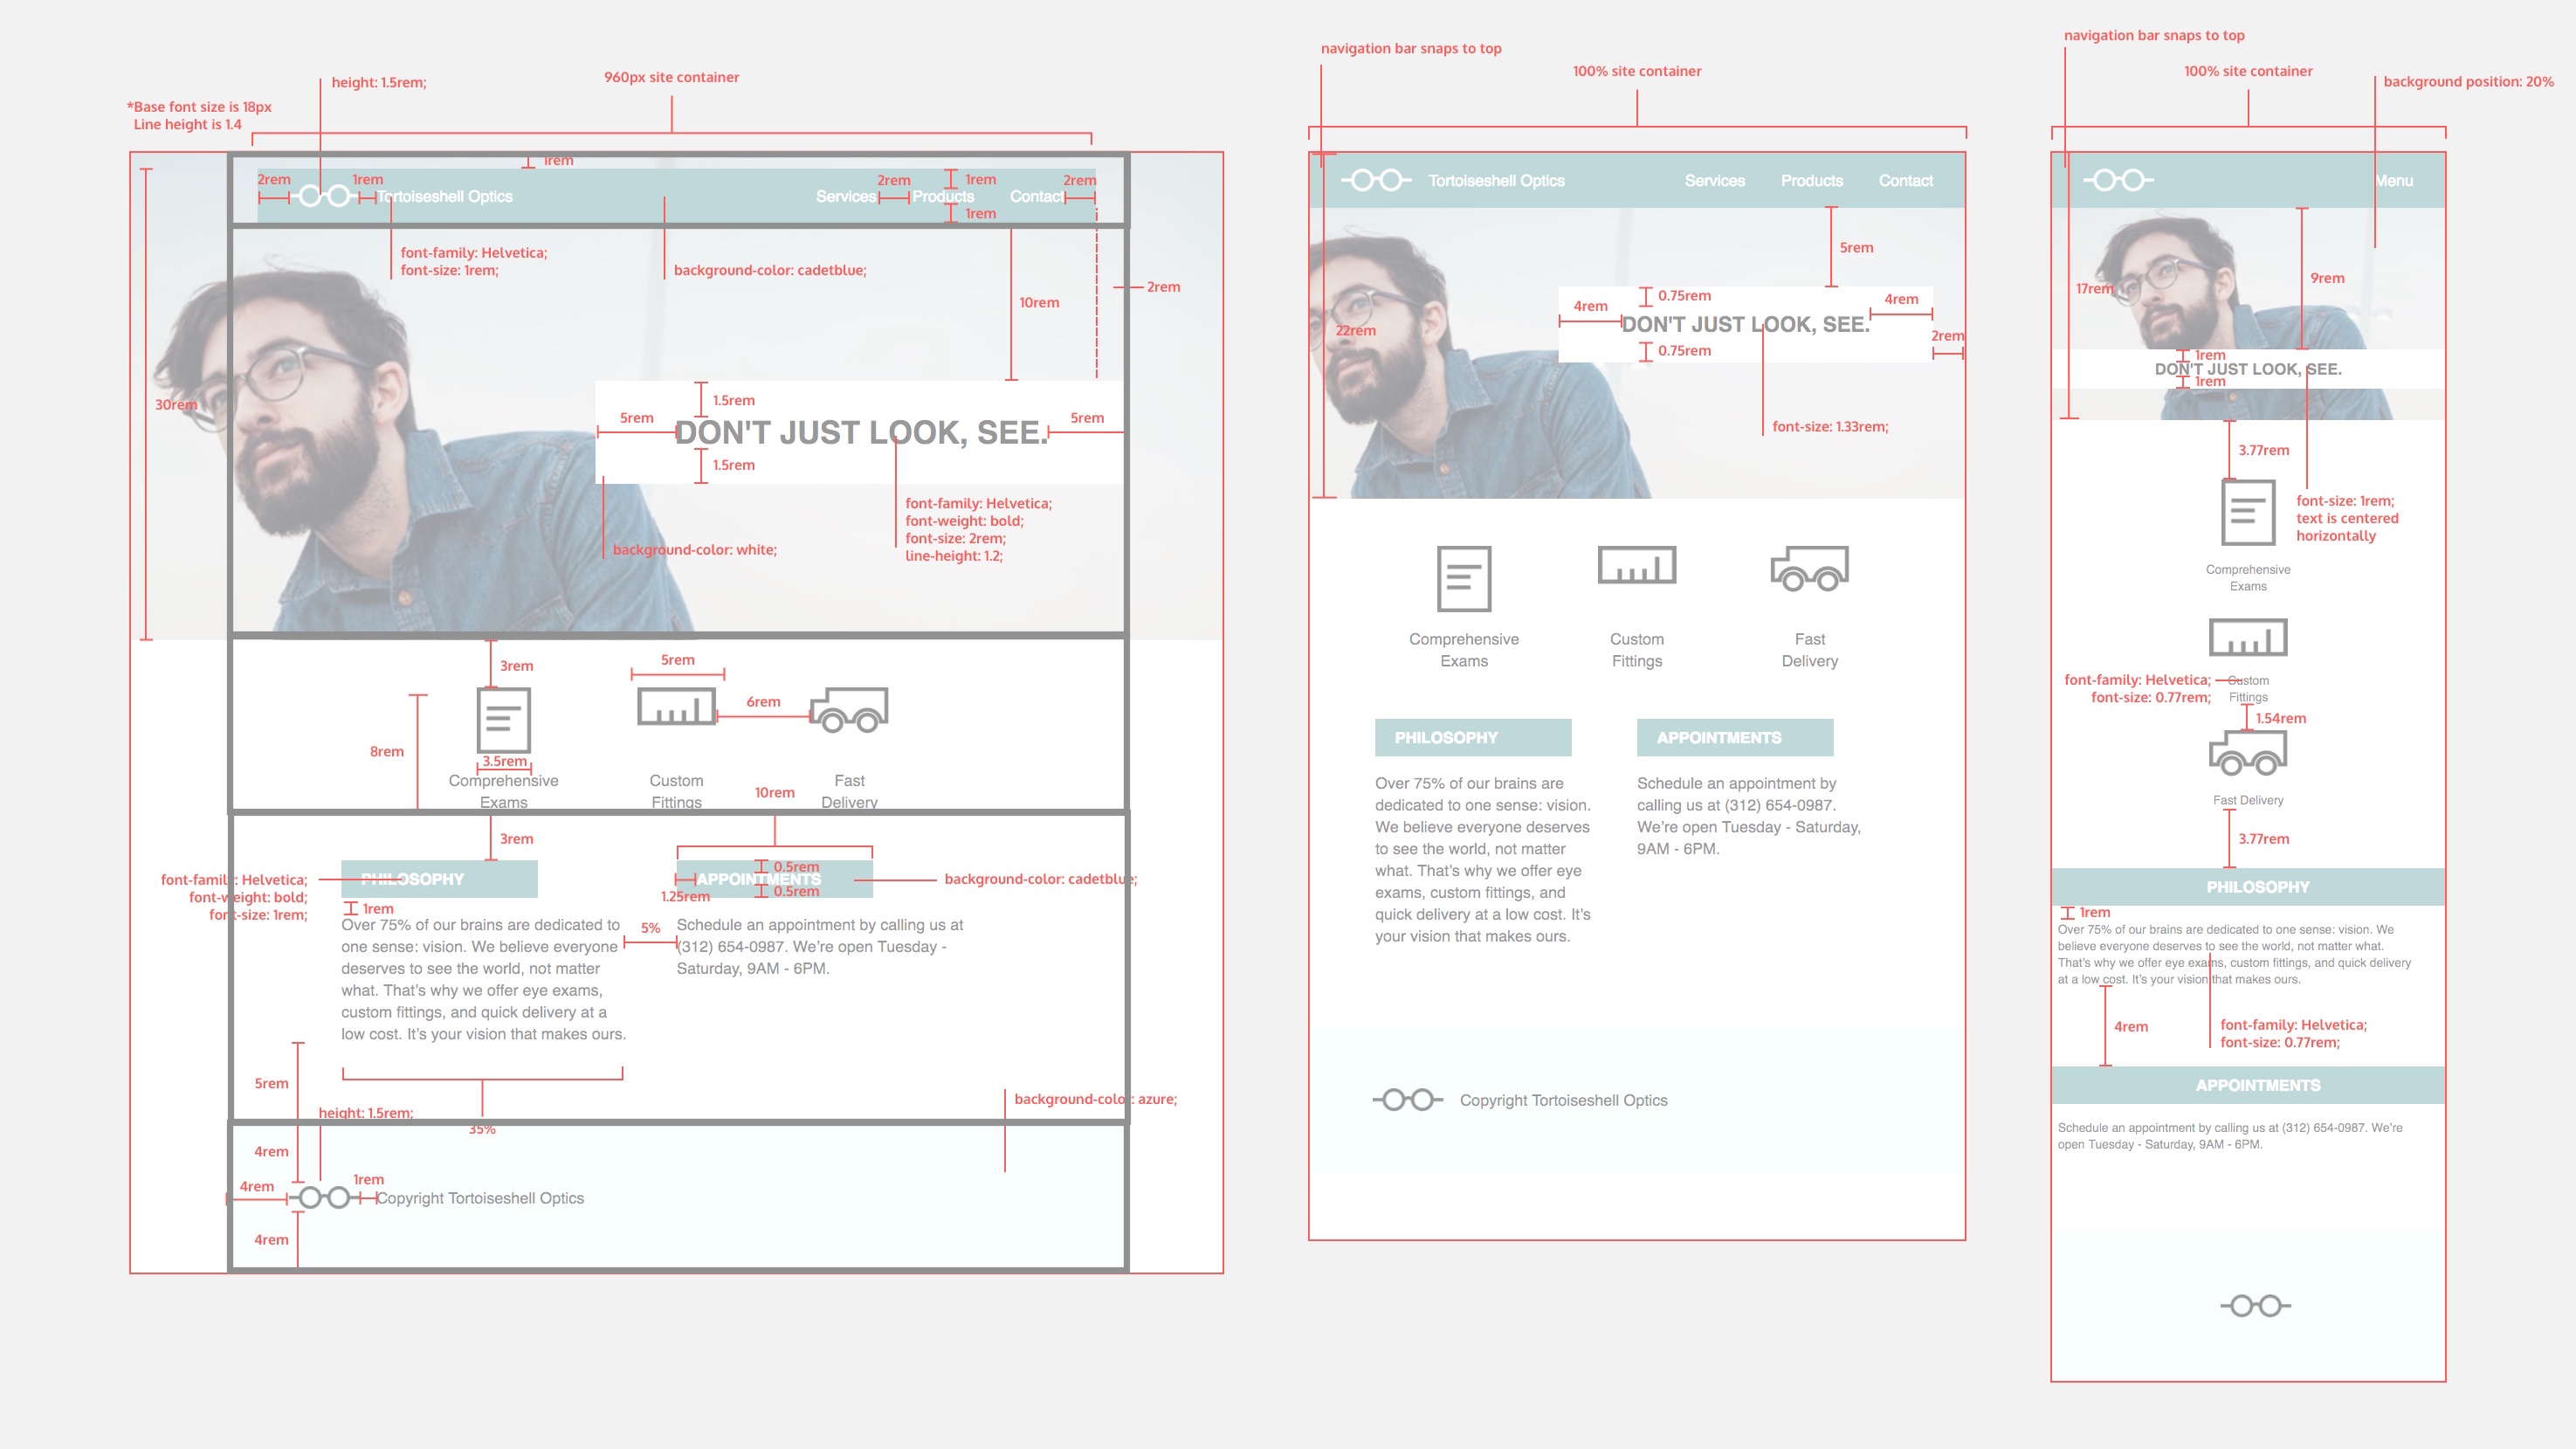 *Base font size is 18px
Line height is 1.4
height: 1.5rem;
960px site container
1rem
2rem
1rem
Tortoiseshell Optics
Services
2rem
Products
1rem
1rem
Contact
2rem
font-family: Helvetica;
font-size: 1rem;
background-color: cadetblue;
10rem
2rem
30rem
5rem
1.5rem
DON'T JUST LOOK, SEE.
5rem
1.5rem
background-color: white;
font-family: Helvetica;
font-weight: bold;
font-size: 2rem;
line-height: 1.2;
3rem
5rem
6rem
8rem
3.5rem
Comprehensive
Exams
Custom
Fittings
Fast
Delivery
10rem
3rem
font-family: Helvetica;
font-weight: bold;
font-size: 1rem;
PHILOSOPHY
1rem
APPOINTMENTS
0.5rem
0.5rem
1.25rem
background-color: cadetblue;
Over 75% of our brains are dedicated to
one sense: vision. We believe everyone
deserves to see the world, not matter
what. That's why we offer eye exams,
custom fittings, and quick delivery at a
low cost. It's your vision that makes ours.
5%
Schedule an appointment by calling us at
(312) 654-0987. We're open Tuesday -
Saturday, 9AM - 6PM.
5rem
35%
height: 1.5rem;
background-color: azure;
4rem
4rem
1rem
Copyright Tortoiseshell Optics
4rem
navigation bar snaps to top
100% site container
Tortoiseshell Optics
Services
Products
Contact
5rem
22rem
4rem
0.75rem
DON'T JUST LOOK, SEE.
0.75rem
4rem
2rem
font-size: 1.33rem;
Comprehensive
Exams
Custom
Fittings
Fast
Delivery
PHILOSOPHY
Over 75% of our brains are
dedicated to one sense: vision.
We believe everyone deserves
to see the world, not matter
what. That's why we offer eye
exams, custom fittings, and
quick delivery at a low cost. It's
your vision that makes ours.
APPOINTMENTS
Schedule an appointment by
calling us at (312) 654-0987.
We're open Tuesday - Saturday,
9AM - 6PM.
Copyright Tortoiseshell Optics
navigation bar snaps to top
100% site container
background position: 20%
Menu
17rem
9rem
1rem
DON'T JUST LOOK, SEE.
1rem
3.77rem
font-size: 1rem;
text is centered
horizontally
Comprehensive
Exams
font-family: Helvetica;
font-size: 0.77rem;
Custom
Fittings
1.54rem
Fast Delivery
3.77rem
PHILOSOPHY
1rem
Over 75% of our brains are dedicated to one sense: vision. We
believe everyone deserves to see the world, not matter what.
That's why we offer eye exams, custom fittings, and quick delivery
at a low cost. It's your vision that makes ours.
4rem
font-family: Helvetica;
font-size: 0.77rem;
APPOINTMENTS
Schedule an appointment by calling us at (312) 654-0987. We're
open Tuesday - Saturday, 9AM - 6PM.